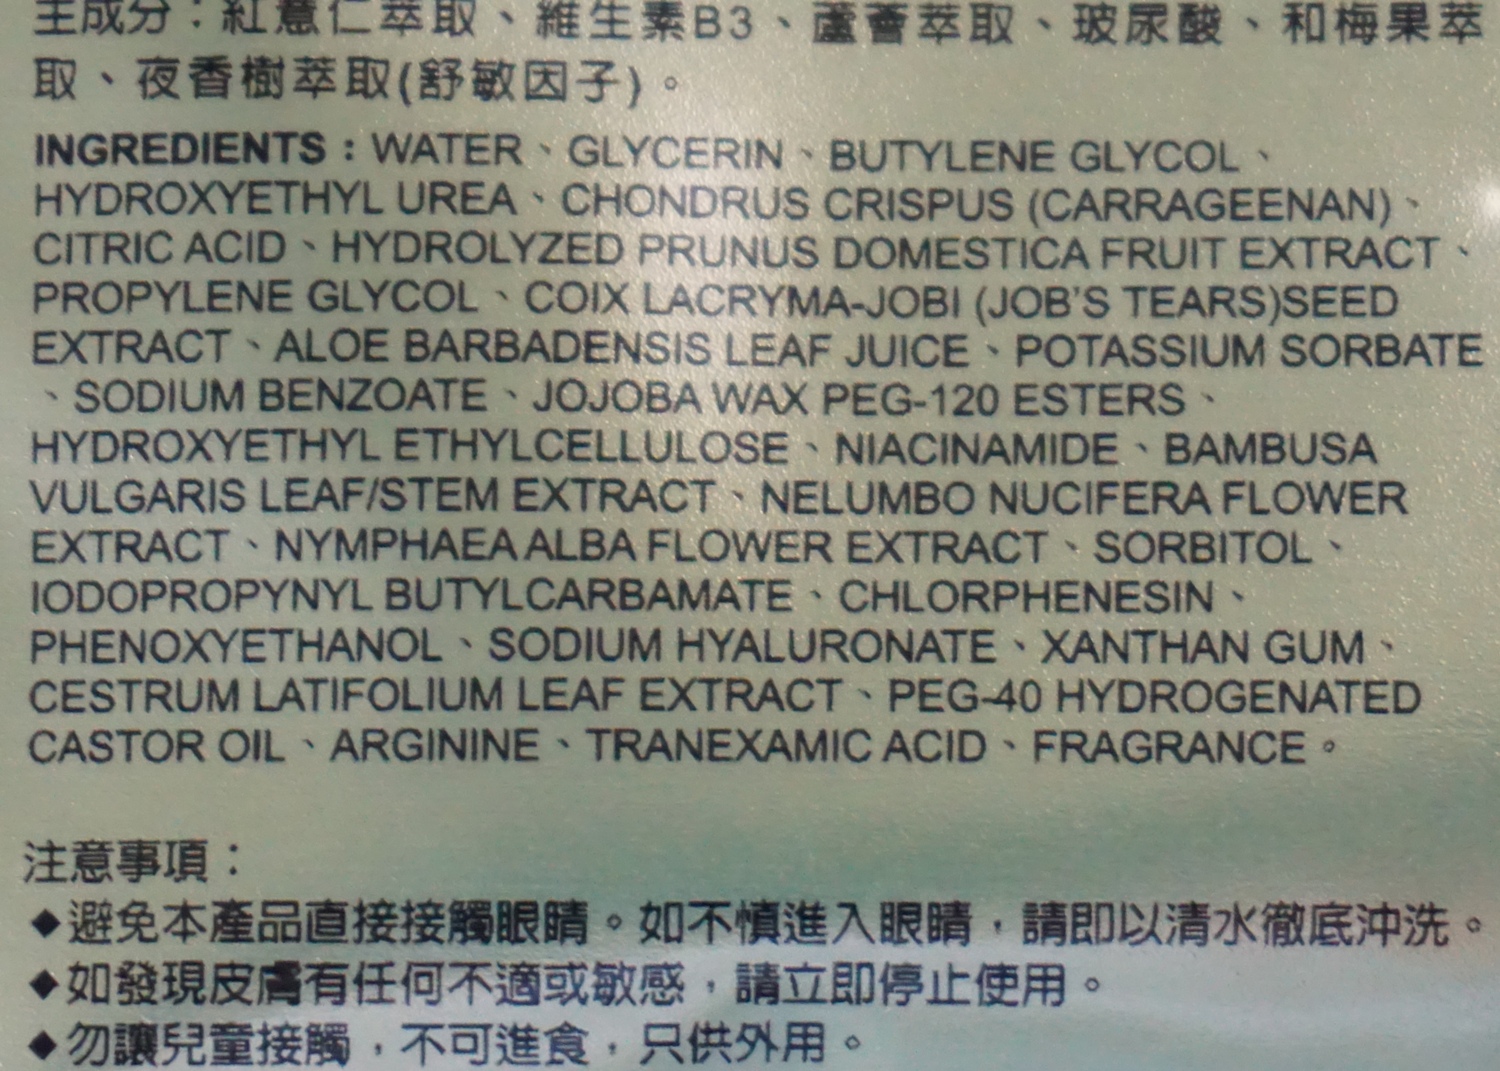 主成分：紅薏仁萃取、維生素B3、蘆薈萃取、玻尿酸、和梅果萃
取、夜香樹萃取(舒敏因子)。
INGREDIENTS：WATER、GLYCERIN、BUTYLENE GLYCOL、
HYDROXYETHYL UREA、CHONDRUS CRISPUS (CARRAGEENAN)、
CITRIC ACID、HYDROLYZED PRUNUS DOMESTICA FRUIT EXTRACT、
PROPYLENE GLYCOL、COIX LACRYMA-JOBI (JOB'S TEARS)SEED
EXTRACT、ALOE BARBADENSIS LEAF JUICE、POTASSIUM SORBATE
、SODIUM BENZOATE、JOJOBA WAX PEG-120 ESTERS、
HYDROXYETHYL ETHYLCELLULOSE、NIACINAMIDE、BAMBUSA
VULGARIS LEAF/STEM EXTRACT、NELUMBO NUCIFERA FLOWER
EXTRACT、NYMPHAEA ALBA FLOWER EXTRACT、SORBITOL、
IODOPROPYNYL BUTYLCARBAMATE、CHLORPHENESIN、
PHENOXYETHANOL、SODIUM HYALURONATE、XANTHAN GUM、
CESTRUM LATIFOLIUM LEAF EXTRACT、PEG-40 HYDROGENATED
CASTOR OIL、ARGININE、TRANEXAMIC ACID、FRAGRANCE。
注意事項：
◆避免本產品直接接觸眼睛。如不慎進入眼睛，請即以清水徹底沖洗。
◆如發現皮膚有任何不適或敏感，請立即停止使用。
◆勿讓兒童接觸，不可進食，只供外用。